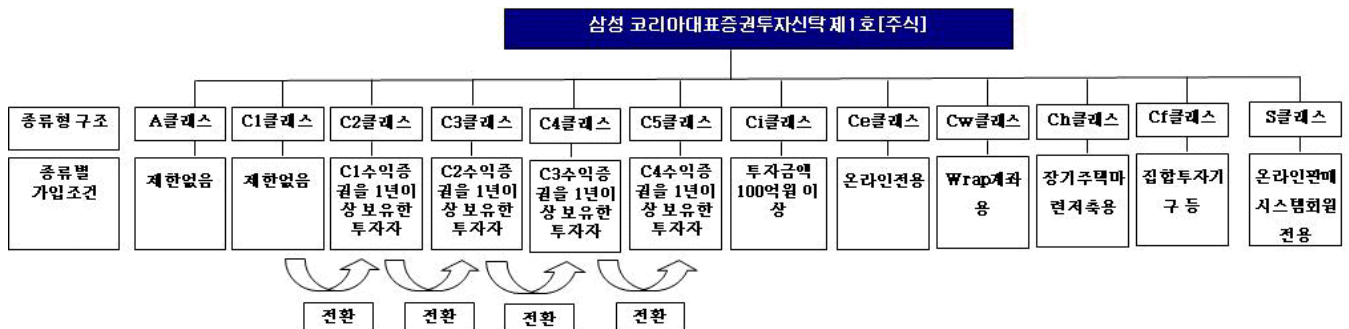 삼성 코리아대표증권투자신탁 제1호[주식]
종류형 구조
A클래스
C1클래스
C2클래스
C3클래스
C4클래스
C5클래스
Ci클래스
Ce클래스
Cw클래스
Ch클래스
Cf클래스
S클래스
종류별
가입조건
제한없음
제한없음
C1수익증
권을 1년이
상 보유한
투자자
C2수익증
권을 1년이
상 보유한
투자자
C3수익증
권을 1년이
상 보유한
투자자
C4수익증
권을 1년이
상 보유한
투자자
투자금액
100억원 이
상
온라인전용
Wrap계좌
용
장기주택마
련저축용
집합투자기
구 등
온라인판매
시스템회원
전용
전환
전환
전환
전환